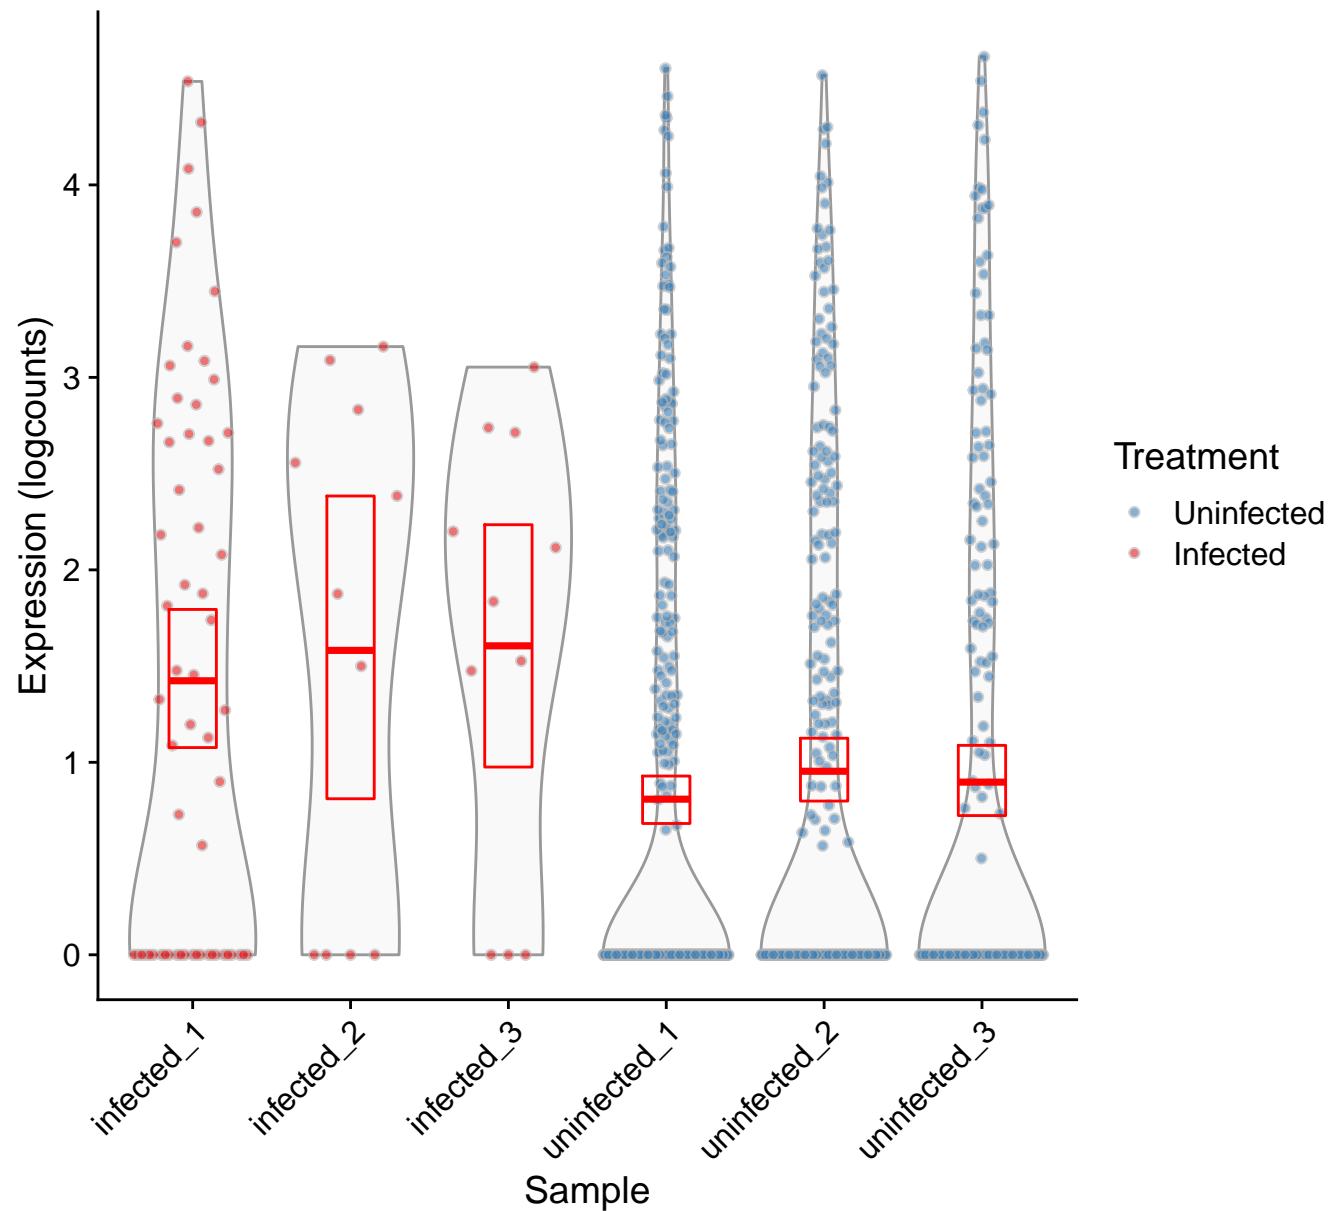 Expression (logcounts)
4
3
2
1
0
infected_1
infected_2
infected_3
uninfected_1
uninfected_2
uninfected_3
Sample
Treatment
Uninfected
Infected